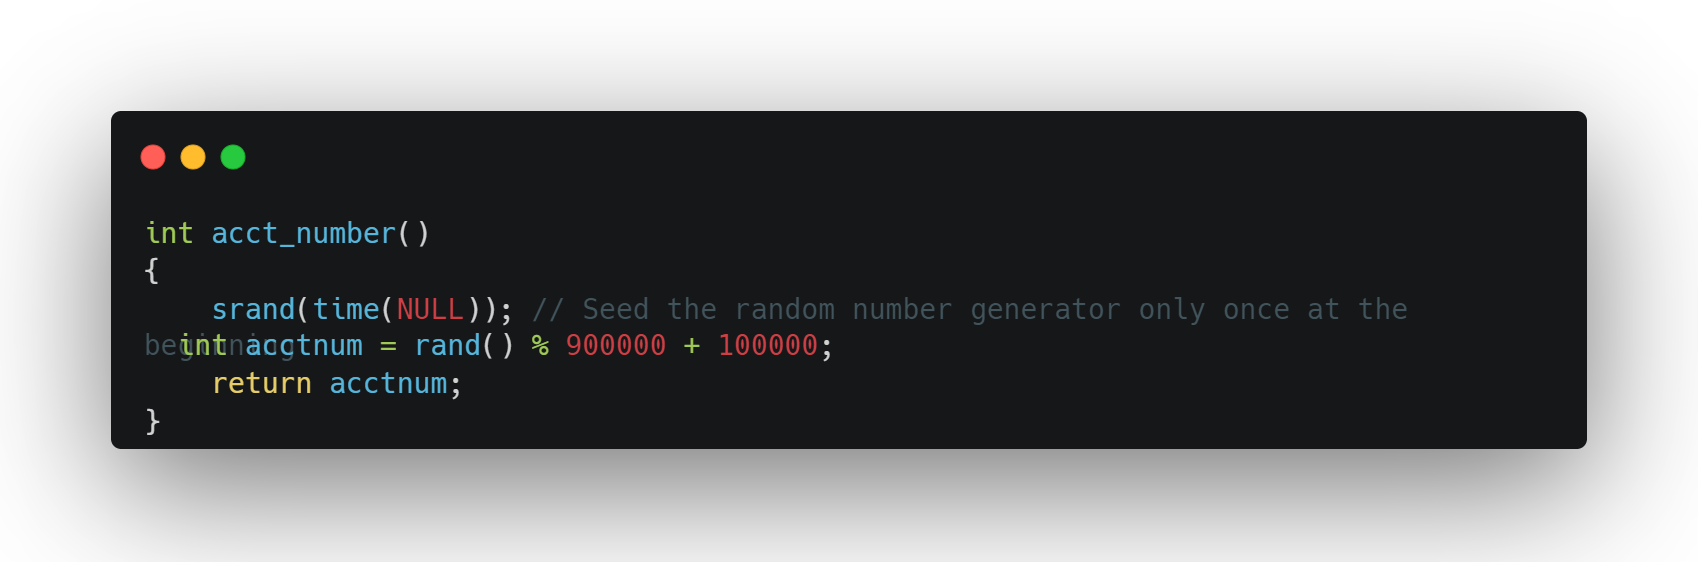 int acct_number()
{
    srand(time(NULL)); // Seed the random number generator only once at the
beginning
int acctnum = rand() % 900000 + 100000;
    return acctnum;
}